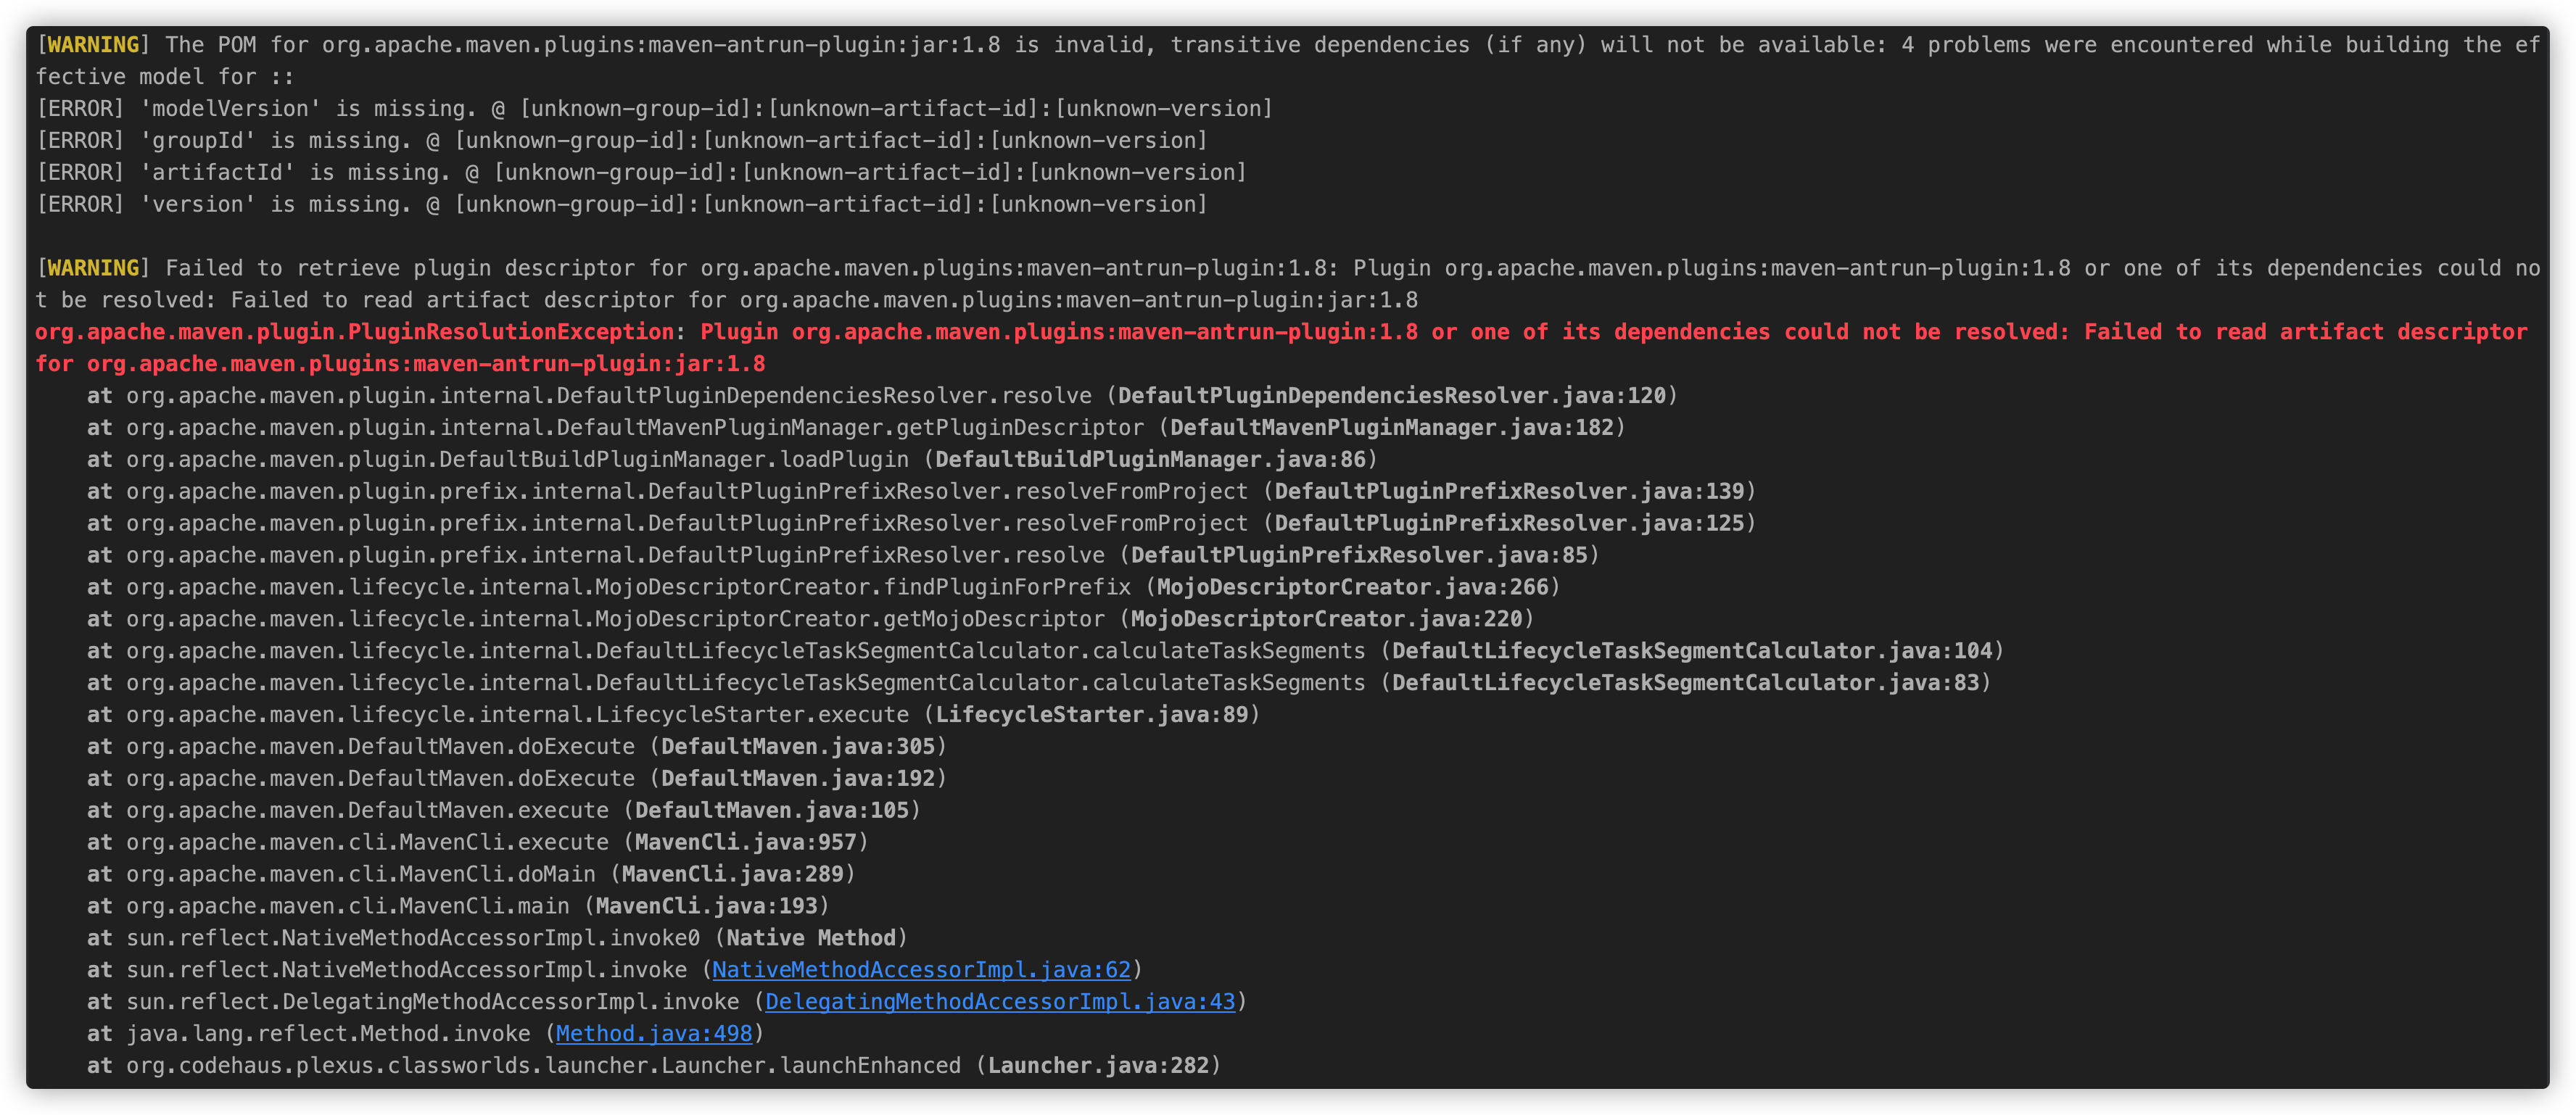 [WARNING] The POM for org.apache.maven.plugins:maven-antrun-plugin:jar:1.8 is invalid, transitive dependencies (if any) will not be available: 4 problems were encountered while building the ef
fective model for ::
[ERROR] 'modelVersion' is missing. @ [unknown-group-id]:[unknown-artifact-id]:[unknown-version]
[ERROR] 'groupId' is missing. @ [unknown-group-id]:[unknown-artifact-id]:[unknown-version]
[ERROR] 'artifactId' is missing. @ [unknown-group-id]:[unknown-artifact-id]:[unknown-version]
[ERROR] 'version' is missing. @ [unknown-group-id]:[unknown-artifact-id]:[unknown-version]
[WARNING] Failed to retrieve plugin descriptor for org.apache.maven.plugins:maven-antrun-plugin:1.8: Plugin org.apache.maven.plugins:maven-antrun-plugin:1.8 or one of its dependencies could no
t be resolved: Failed to read artifact descriptor for org.apache.maven.plugins:maven-antrun-plugin:jar:1.8
org.apache.maven.plugin.PluginResolutionException: Plugin org.apache.maven.plugins:maven-antrun-plugin:1.8 or one of its dependencies could not be resolved: Failed to read artifact descriptor
for org.apache.maven.plugins:maven-antrun-plugin:jar:1.8
at org.apache.maven.plugin.internal.DefaultPluginDependenciesResolver.resolve (DefaultPluginDependenciesResolver.java:120)
at org.apache.maven.plugin.internal.DefaultMavenPluginManager.getPluginDescriptor (DefaultMavenPluginManager.java:182)
at org.apache.maven.plugin.DefaultBuildPluginManager.loadPlugin (DefaultBuildPluginManager.java:86)
at org.apache.maven.plugin.prefix.internal.DefaultPluginPrefixResolver.resolveFromProject (DefaultPluginPrefixResolver.java:139)
at org.apache.maven.plugin.prefix.internal.DefaultPluginPrefixResolver.resolveFromProject (DefaultPluginPrefixResolver.java:125)
at org.apache.maven.plugin.prefix.internal.DefaultPluginPrefixResolver.resolve (DefaultPluginPrefixResolver.java:85)
at org.apache.maven.lifecycle.internal.MojoDescriptorCreator.findPluginForPrefix (MojoDescriptorCreator.java:266)
at org.apache.maven.lifecycle.internal.MojoDescriptorCreator.getMojoDescriptor (MojoDescriptorCreator.java:220)
at org.apache.maven.lifecycle.internal.DefaultLifecycleTaskSegmentCalculator.calculateTaskSegments (DefaultLifecycleTaskSegmentCalculator.java:104)
at org.apache.maven.lifecycle.internal.DefaultLifecycleTaskSegmentCalculator.calculateTaskSegments (DefaultLifecycleTaskSegmentCalculator.java:83)
at org.apache.maven.lifecycle.internal.LifecycleStarter.execute (LifecycleStarter.java:89)
at org.apache.maven.DefaultMaven.doExecute (DefaultMaven.java:305)
at org.apache.maven.DefaultMaven.doExecute (DefaultMaven.java:192)
at org.apache.maven.DefaultMaven.execute (DefaultMaven.java:105)
at org.apache.maven.cli.MavenCli.execute (MavenCli.java:957)
at org.apache.maven.cli.MavenCli.doMain (MavenCli.java:289)
at org.apache.maven.cli.MavenCli.main (MavenCli.java:193)
at sun.reflect.NativeMethodAccessorImpl.invoke0 (Native Method)
at sun.reflect.NativeMethodAccessorImpl.invoke (NativeMethodAccessorImpl.java:62)
at sun.reflect.DelegatingMethodAccessorImpl.invoke (DelegatingMethodAccessorImpl.java:43)
at java.lang.reflect.Method.invoke (Method.java:498)
at org.codehaus.plexus.classworlds.launcher.Launcher.launchEnhanced (Launcher.java:282)